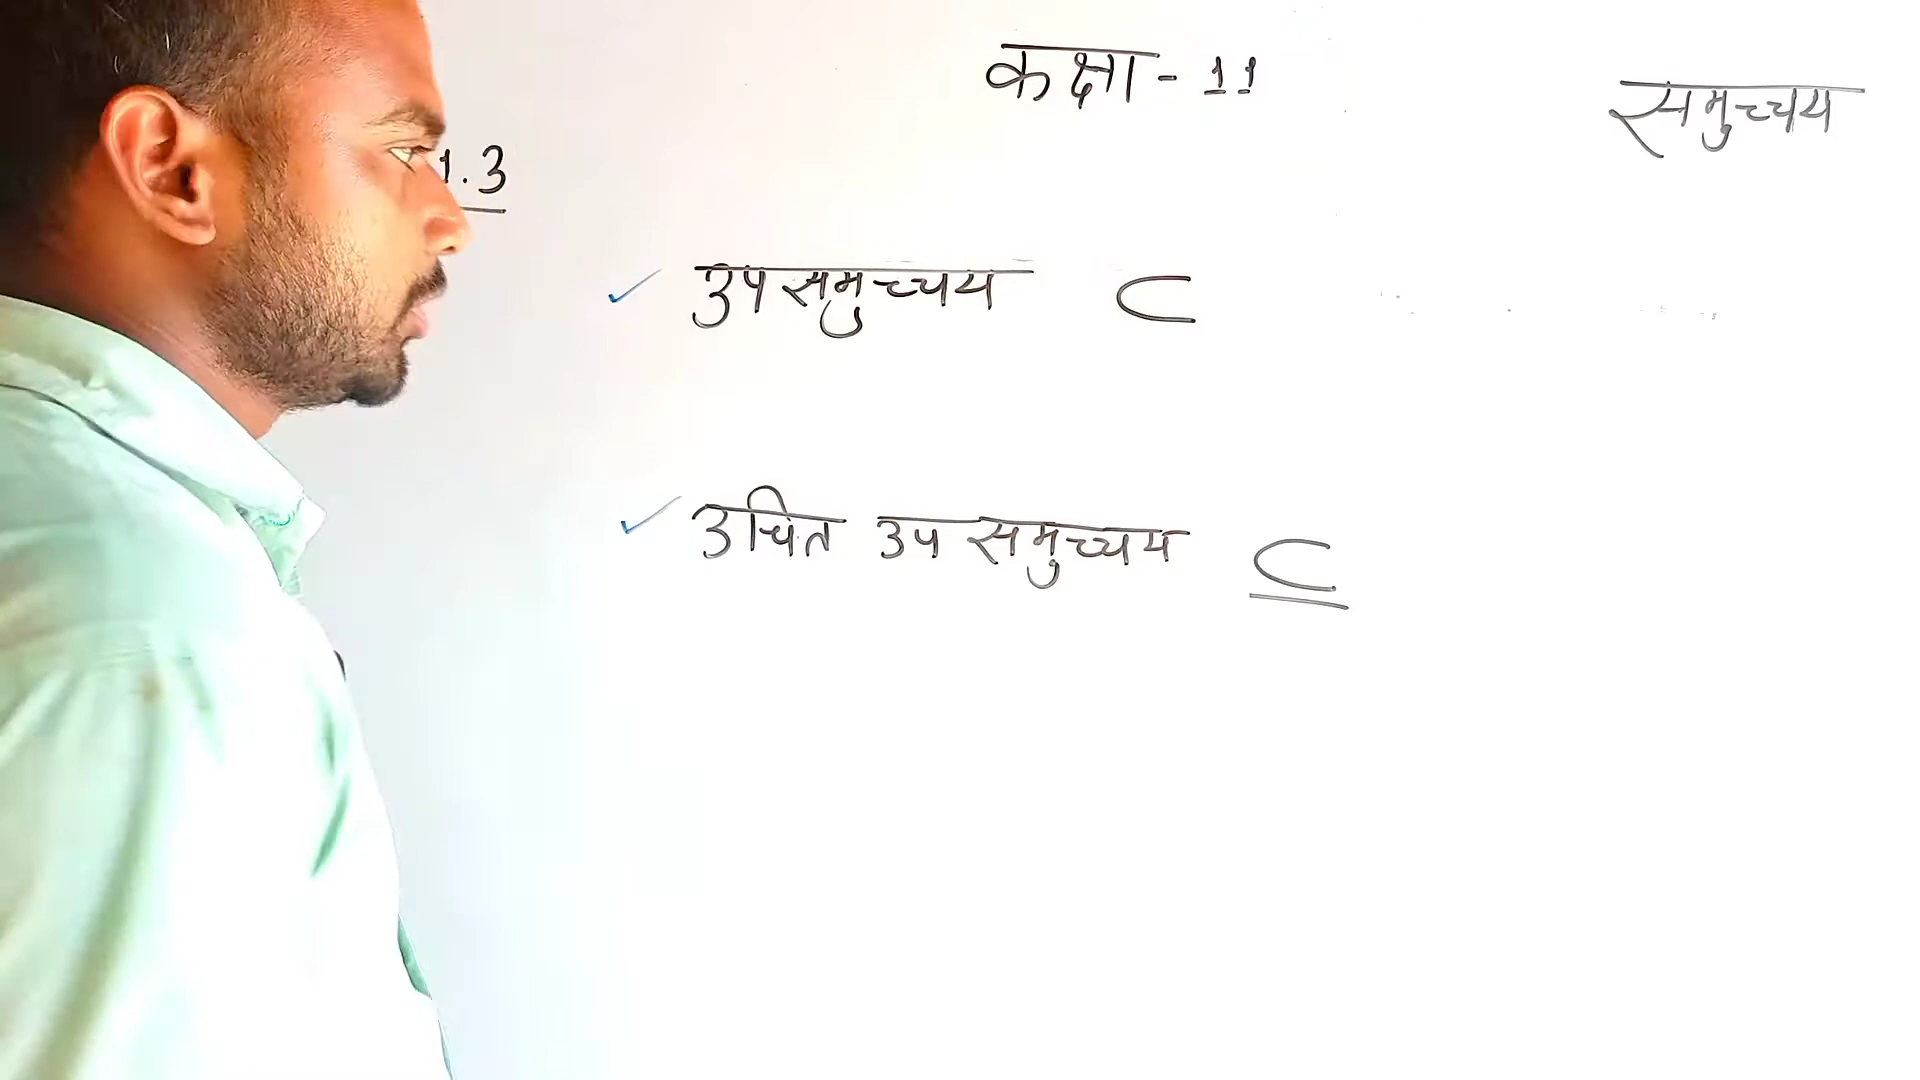 कक्षा - 11
समुच्चय
1.3
उपसमुच्चय ⊂
उचित उपसमुच्चय ⊆